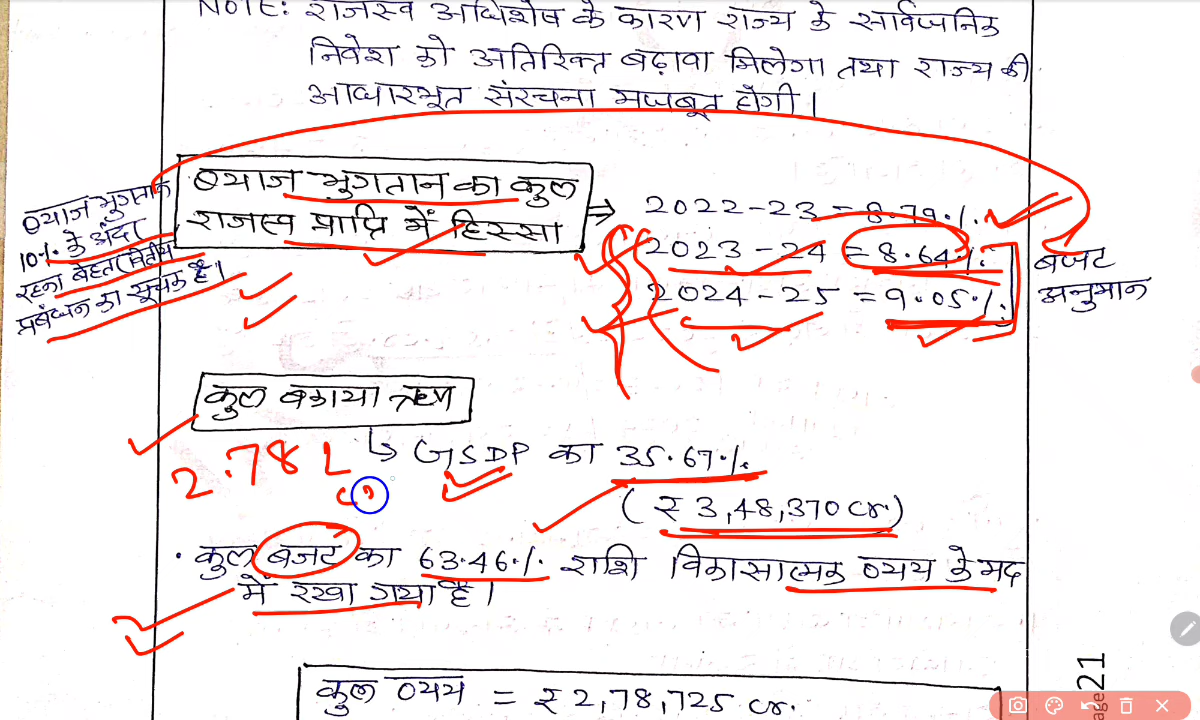 NOTE: राजस्व अधिशेष के कारण राज्य के सार्वजनिक
निवेश को अतिरिक्त बढ़ावा मिलेगा तथा राज्य की
आधारभूत संरचना मजबूत होगी।
ब्याज भुगतान का कुल
राजस्व प्राप्ति में हिस्सा
⇒ 2022-23 = 8.79%
2023-24 = 8.64%
2024-25 = 9.05%
बजट
अनुमान
ब्याज भुगतान
10% के अंदर
रहना बेहतर वित्तीय
प्रबंधन का सूचक है।
कुल बकाया ऋण
↳ GSDP का 35.67%
2.78 L
(₹ 3,48,370 cr.)
• कुल बजट का 63.46% राशि विकासात्मक व्यय के मद
में रखा गया है।
कुल व्यय = ₹ 2,78,725 cr.
age 21